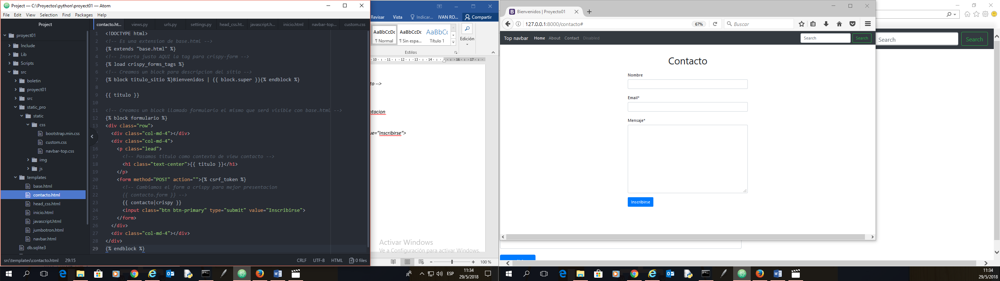 Project — C:\Proyectos\python\proyect01 — Atom
File Edit View Selection Find Packages Help
Project
proyect01
Include
Lib
Scripts
src
boletin
proyect01
src
static_pro
static
css
bootstrap.min.css
custom.css
navbar-top.css
img
js
templates
base.html
contacto.html
head_css.html
inicio.html
javascript.html
jumbotron.html
navbar.html
db.sqlite3
contacto.ht... views.py urls.py settings.py head_css.ht... javascript.h... inicio.html navbar-top... custom.css
1 <!DOCTYPE html>
2 <!-- Es una extension de base.html -->
3 {% extends "base.html" %}
4 <!-- Inserta justo AQUI la tag para crispy-form -->
5 {% load crispy_forms_tags %}
6 <!-- Creamos un block para descripcion del sitio -->
7 {% block titulo_sitio %}Bienvenidos | {{ block.super }}{% endblock %}
8
9 {{ titulo }}
10
11 <!-- Creamos un block llamado formulario el mismo que será visible con base.html -->
12 {% block formulario %}
13 <div class="row">
<div class="col-md-4"></div>
<div class="col-md-4">
16 <p class="lead">
17 <!-- Pasamos titulo como contexto de view contacto -->
18 <h1 class="text-center">{{ titulo }}</h1>
19 </p>
20 <form method="POST" action="">{% csrf_token %}
21 <!-- Cambiamos el form a crispy para mejor presentacion
22 {{ contacto.form }} -->
23 {{ contacto|crispy }}
24 <input class="btn btn-primary" type="submit" value="Inscribirse">
25 </form>
26 </div>
27 <div class="col-md-4"></div>
28 </div>
29 {% endblock %}
src\templates\contacto.html 29:15 CRLF UTF-8 HTML 0 files
Revisar Vista Indicar... IVAN RO... Compartir
AaBbCcDc AaBbCcDc AaBbCc
¶ Normal ¶ Sin espa... Título 1
Edición
Estilos
10 11 12 13 14 16 17
to -->
ntacion
ue="Inscribirse">
Activar Windows
Ve a Configuración para activar Windows.
100 %
ESP
11:34
29/5/2018
Bienvenidos | Proyecto01
127.0.0.1:8000/contacto# 67% Buscar
Top navbar Home About Contact Disabled Search Search
Contacto
Nombre
Email*
Mensaje*
Inscribirse
Search Search
11:34
29/5/2018